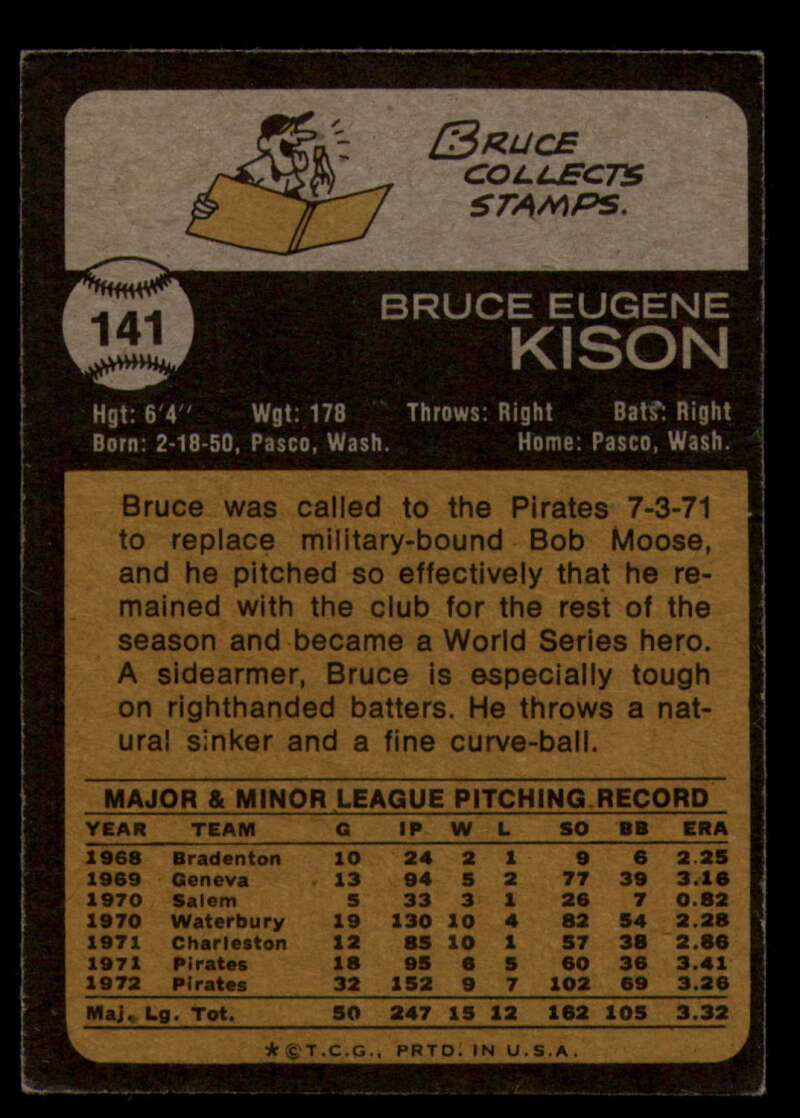 BRUCE
COLLECTS
STAMPS.
141
BRUCE EUGENE
KISON
Hgt: 6'4" Wgt: 178 Throws: Right Bats: Right
Born: 2-18-50, Pasco, Wash. Home: Pasco, Wash.
Bruce was called to the Pirates 7-3-71
to replace military-bound Bob Moose,
and he pitched so effectively that he re-
mained with the club for the rest of the
season and became a World Series hero.
A sidearmer, Bruce is especially tough
on righthanded batters. He throws a nat-
ural sinker and a fine curve-ball.
MAJOR & MINOR LEAGUE PITCHING RECORD
YEAR TEAM G IP W L SO BB ERA
1968 Bradenton 10 24 2 1 9 6 2.25
1969 Geneva 13 94 5 2 77 39 3.16
1970 Salem 5 33 3 1 26 7 0.82
1970 Waterbury 19 130 10 4 82 54 2.28
1971 Charleston 12 85 10 1 57 38 2.86
1971 Pirates 18 95 6 5 60 36 3.41
1972 Pirates 32 152 9 7 102 69 3.26
Maj. Lg. Tot. 50 247 15 12 162 105 3.32
*©T.C.G., PRTD. IN U.S.A.